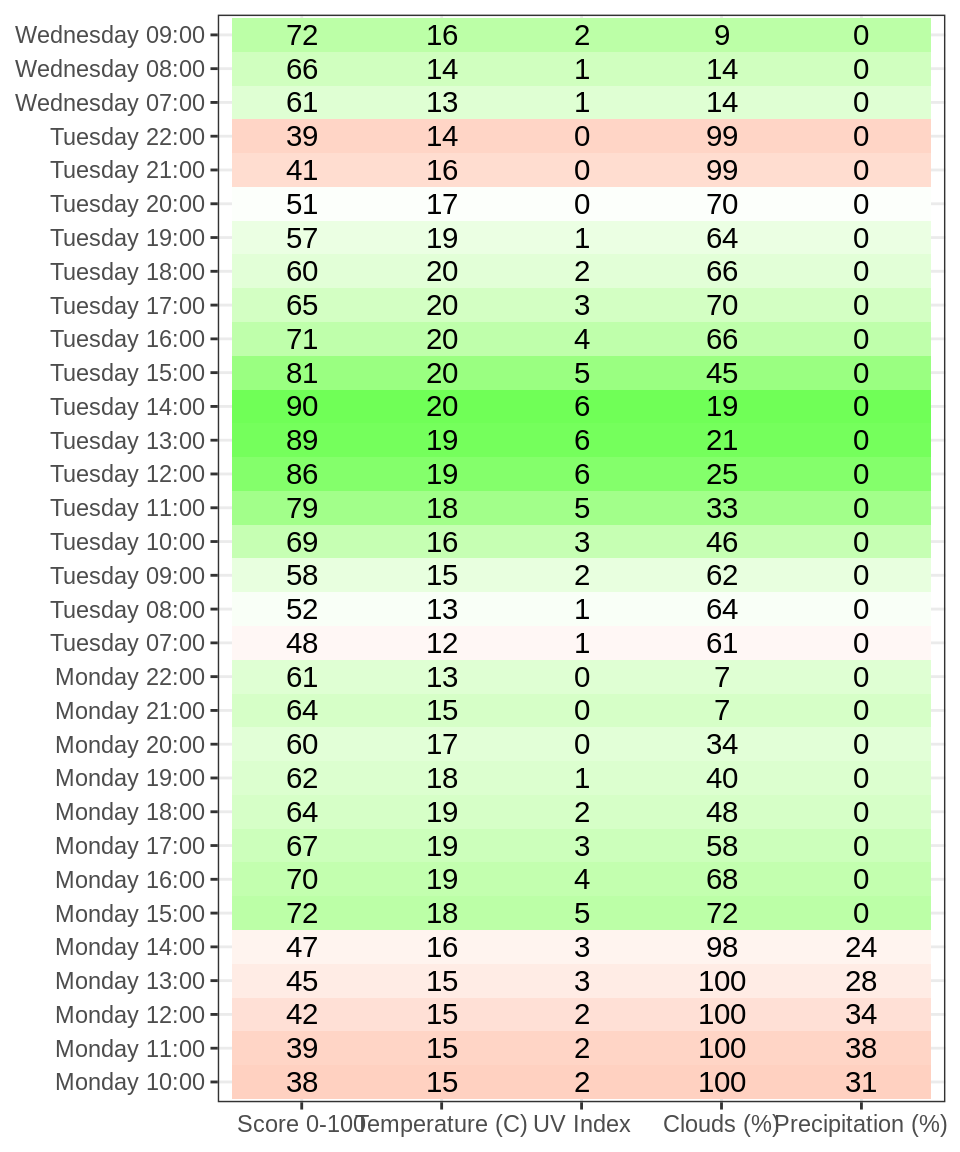 Wednesday 09:00 72 16 2 9 0
Wednesday 08:00 66 14 1 14 0
Wednesday 07:00 61 13 1 14 0
Tuesday 22:00 39 14 0 99 0
Tuesday 21:00 41 16 0 99 0
Tuesday 20:00 51 17 0 70 0
Tuesday 19:00 57 19 1 64 0
Tuesday 18:00 60 20 2 66 0
Tuesday 17:00 65 20 3 70 0
Tuesday 16:00 71 20 4 66 0
Tuesday 15:00 81 20 5 45 0
Tuesday 14:00 90 20 6 19 0
Tuesday 13:00 89 19 6 21 0
Tuesday 12:00 86 19 6 25 0
Tuesday 11:00 79 18 5 33 0
Tuesday 10:00 69 16 3 46 0
Tuesday 09:00 58 15 2 62 0
Tuesday 08:00 52 13 1 64 0
Tuesday 07:00 48 12 1 61 0
Monday 22:00 61 13 0 7 0
Monday 21:00 64 15 0 7 0
Monday 20:00 60 17 0 34 0
Monday 19:00 62 18 1 40 0
Monday 18:00 64 19 2 48 0
Monday 17:00 67 19 3 58 0
Monday 16:00 70 19 4 68 0
Monday 15:00 72 18 5 72 0
Monday 14:00 47 16 3 98 24
Monday 13:00 45 15 3 100 28
Monday 12:00 42 15 2 100 34
Monday 11:00 39 15 2 100 38
Monday 10:00 38 15 2 100 31
Score 0-100 Temperature (C) UV Index Clouds (%) Precipitation (%)